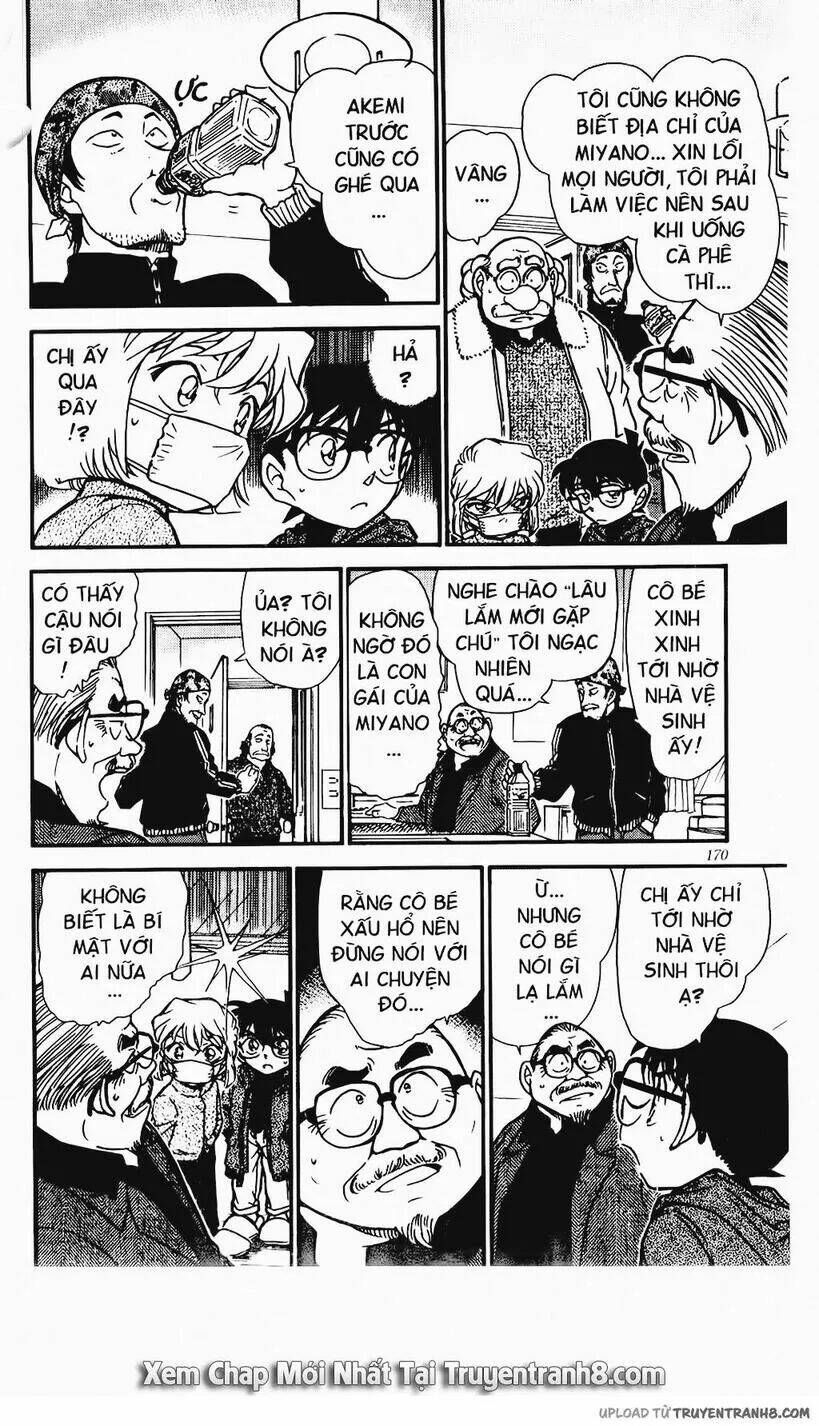 TÔI CŨNG KHÔNG
BIẾT ĐỊA CHỈ CỦA
MIYANO... XIN LỖI
MỌI NGƯỜI, TÔI PHẢI
LÀM VIỆC NÊN SAU
KHI UỐNG
CÀ PHÊ
THÌ...
VÂNG
...
AKEMI
TRƯỚC
CŨNG CÓ
GHÉ QUA
...
ỰC
HẢ
?
CHỊ ẤY
QUA
ĐÂY
!?
CÔ BÉ
XINH
XINH
TỚI NHỜ
NHÀ VỆ
SINH
ẤY!
NGHE CHÀO "LÂU
LẮM MỚI GẶP
CHÚ" TÔI NGẠC
NHIÊN
QUÁ...
KHÔNG
NGỜ ĐÓ
LÀ CON
GÁI CỦA
MIYANO
...
ỦA? TÔI
KHÔNG
NÓI À?
CÓ THẤY
CẬU NÓI
GÌ ĐÂU
!
170
CHỊ ẤY CHỈ
TỚI NHỜ
NHÀ VỆ
SINH THÔI
Ạ?
Ừ...
NHƯNG
CÔ BÉ
NÓI GÌ
LẠ LẮM
...
RẰNG CÔ BÉ
XẤU HỔ NÊN
ĐỪNG NÓI VỚI
AI CHUYỆN
ĐÓ...
KHÔNG
BIẾT LÀ BÍ
MẬT VỚI
AI NỮA
...
Xem Chap Mới Nhất Tại Truyentranh8.com
UPLOAD TỪ TRUYENTRANH8.COM